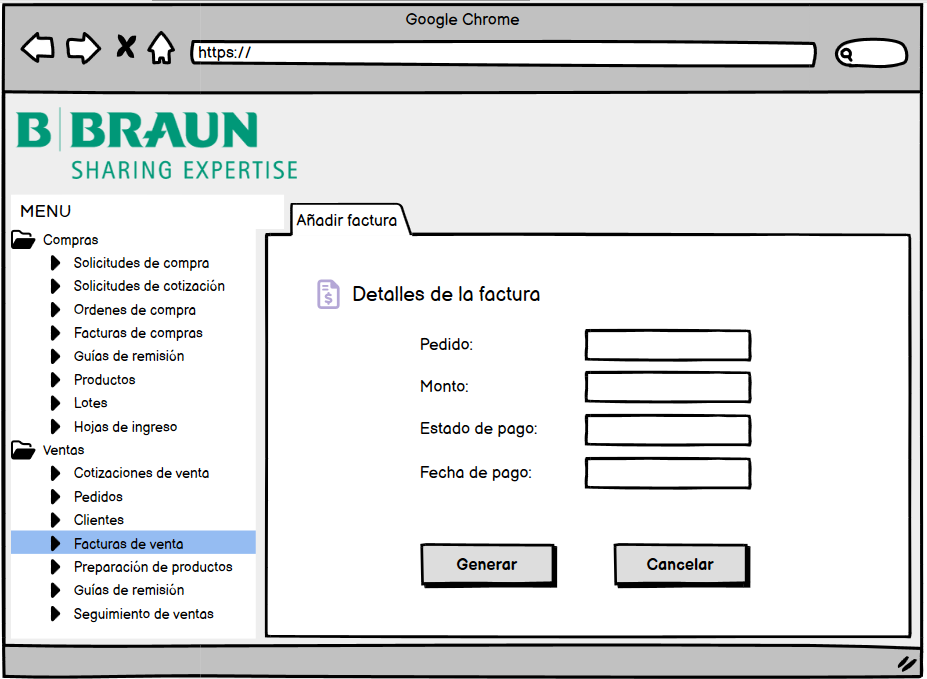 Google Chrome
https://
B BRAUN
SHARING EXPERTISE
MENU
Compras
Solicitudes de compra
Solicitudes de cotización
Ordenes de compra
Facturas de compras
Guías de remisión
Productos
Lotes
Hojas de ingreso
Ventas
Cotizaciones de venta
Pedidos
Clientes
Facturas de venta
Preparación de productos
Guías de remisión
Seguimiento de ventas
Añadir factura
Detalles de la factura
Pedido:
Monto:
Estado de pago:
Fecha de pago:
Generar
Cancelar